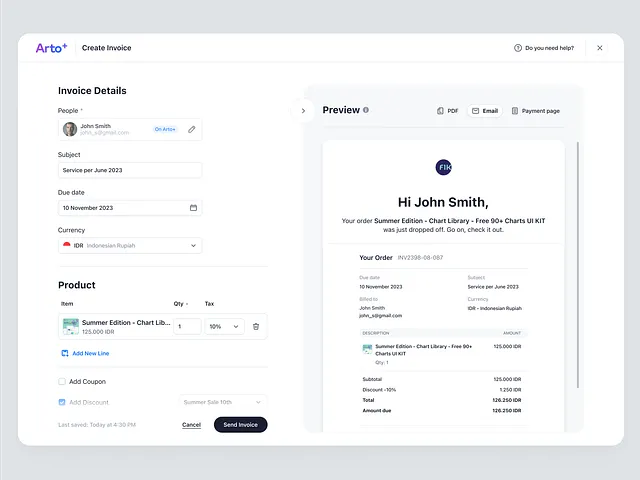 Arto+
Create Invoice
Do you need help?
Invoice Details
People *
John Smith
john_s@gmail.com
On Arto+
Subject
Service per June 2023
Due date
10 November 2023
Currency
IDR Indonesian Rupiah
Product
Item Qty Tax
Summer Edition - Chart Lib...
125.000 IDR
1
10%
Add New Line
Add Coupon
Add Discount
Summer Sale 10th
Last saved: Today at 4:30 PM
Cancel
Send Invoice
Preview
PDF
Email
Payment page
FIK
Hi John Smith,
Your order Summer Edition - Chart Library - Free 90+ Charts UI KIT
was just dropped off. Go on, check it out.
Your Order INV2398-08-087
Due date Subject
10 November 2023 Service per June 2023
Billed to Currency
John Smith IDR - Indonesian Rupiah
john_s@gmail.com
DESCRIPTION AMOUNT
Summer Edition - Chart Library - Free 90+ 125.000 IDR
Charts UI KIT
Qty: 1
Subtotal 125.000 IDR
Discount -10% 1.250 IDR
Total 126.250 IDR
Amount due 126.250 IDR